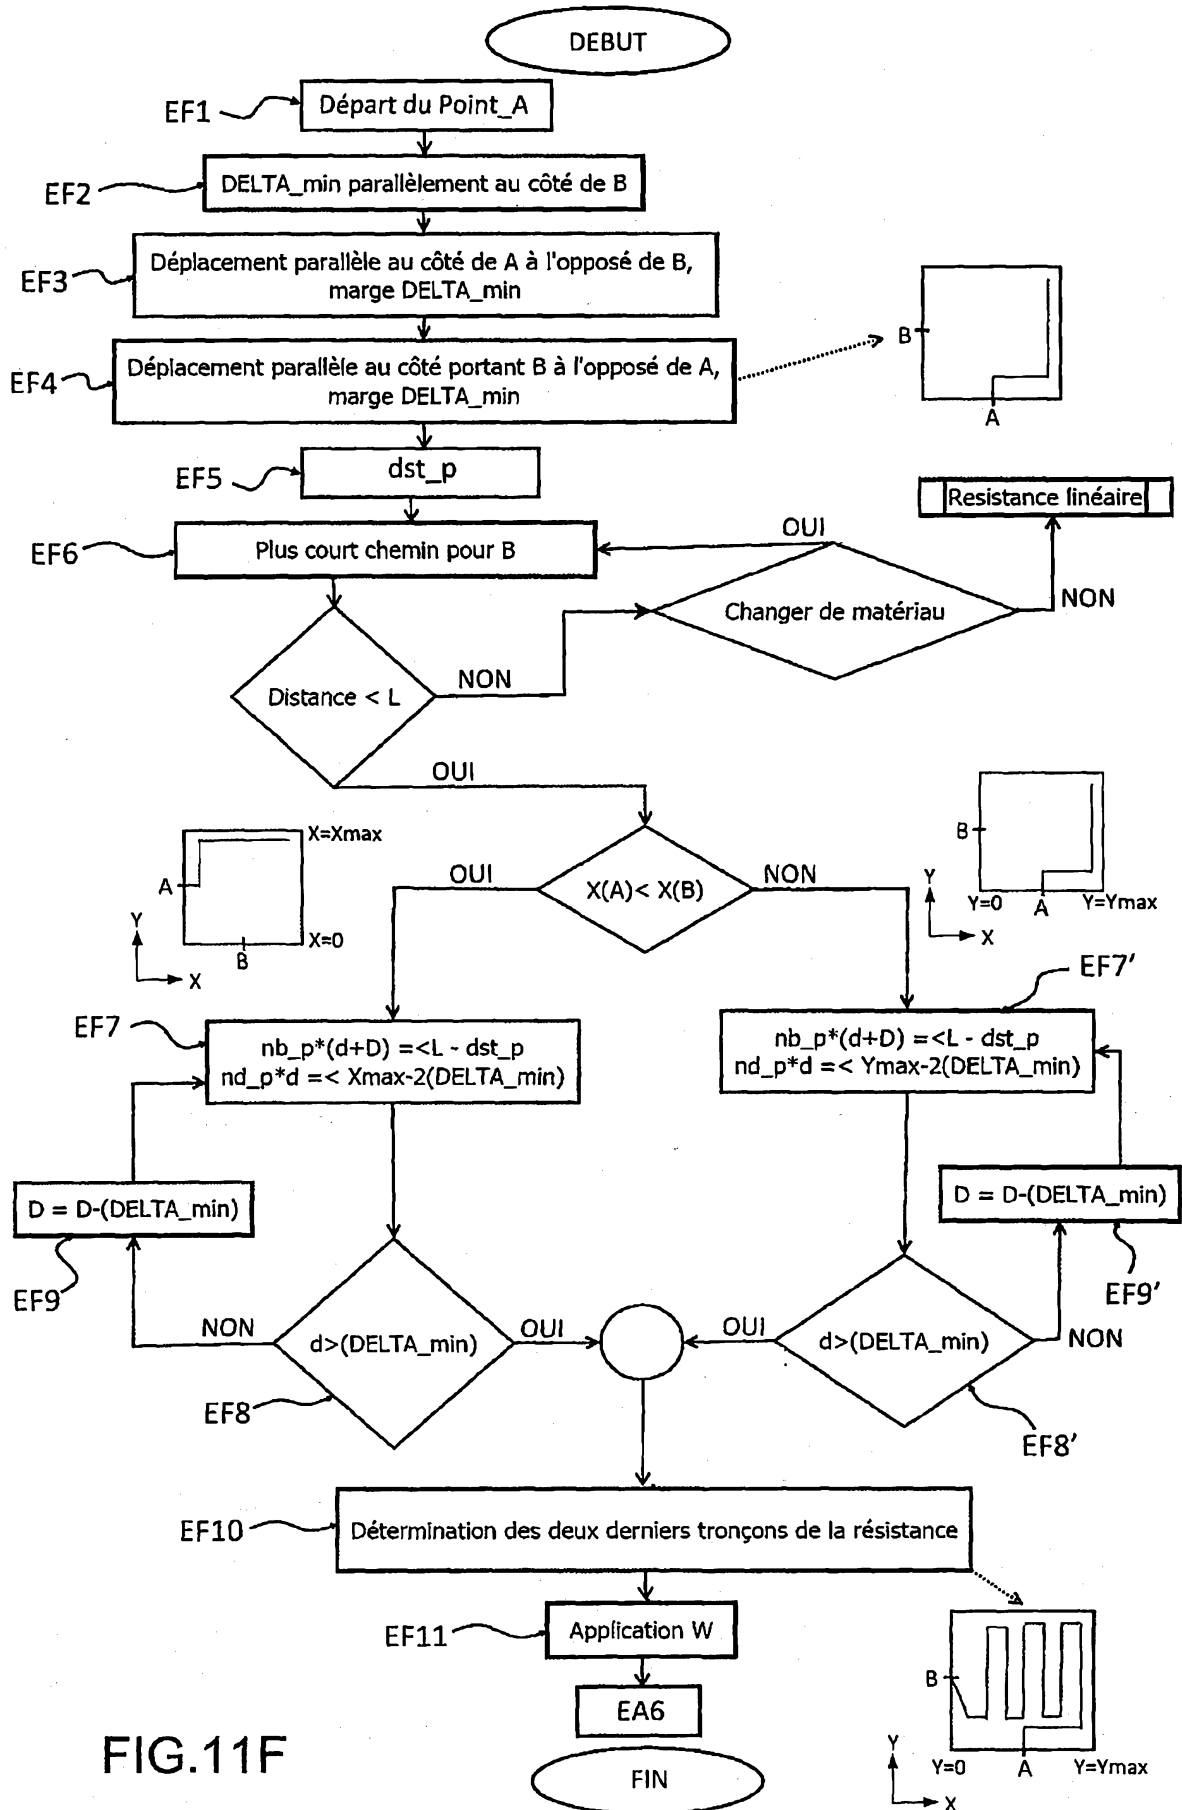 DEBUT
EF1
Départ du Point_A
EF2
DELTA_min parallèlement au côté de B
EF3
Déplacement parallèle au côté de A à l'opposé de B,
marge DELTA_min
EF4
Déplacement parallèle au côté portant B à l'opposé de A,
marge DELTA_min
B
A
EF5
dst_p
Resistance linéaire
EF6
Plus court chemin pour B
OUI
Changer de matériau
NON
Distance < L
NON
OUI
X=Xmax
A
B
X=0
Y
X
OUI
X(A)< X(B)
NON
B
Y
X
Y=0
A
Y=Ymax
EF7
nb_p*(d+D) =<L - dst_p
nd_p*d =< Xmax-2(DELTA_min)
EF7'
nb_p*(d+D) =<L - dst_p
nd_p*d =< Ymax-2(DELTA_min)
D = D-(DELTA_min)
EF9
D = D-(DELTA_min)
EF9'
NON
d>(DELTA_min)
OUI
EF8
OUI
d>(DELTA_min)
NON
EF8'
EF10
Détermination des deux derniers tronçons de la résistance
EF11
Application W
EA6
FIN
B
Y=0
A
Y=Ymax
Y
X
FIG.11F